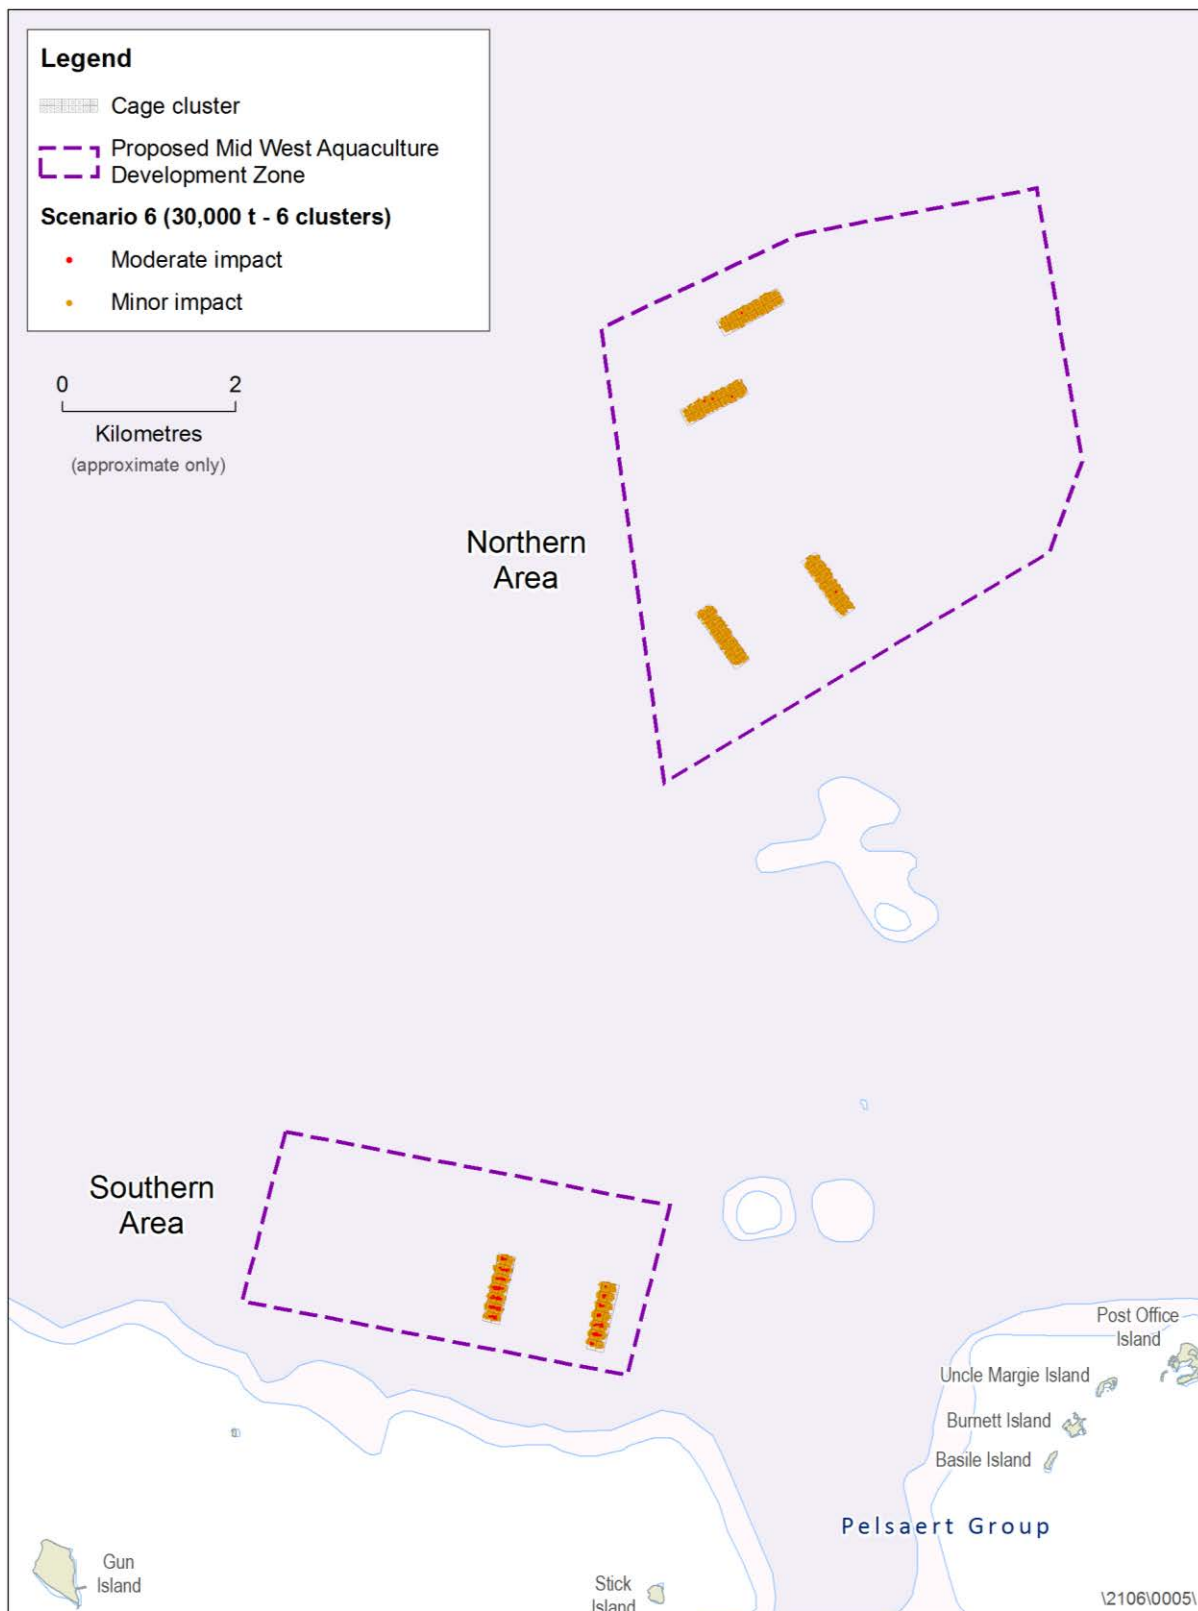 Legend
Cage cluster
Proposed Mid West Aquaculture
Development Zone
Scenario 6 (30,000 t - 6 clusters)
Moderate impact
Minor impact
0 2
Kilometres
(approximate only)
Northern
Area
Southern
Area
Post Office
Island
Uncle Margie Island
Burnett Island
Basile Island
Pelsaert Group
Gun
Island
Stick
Island
\2106\0005\